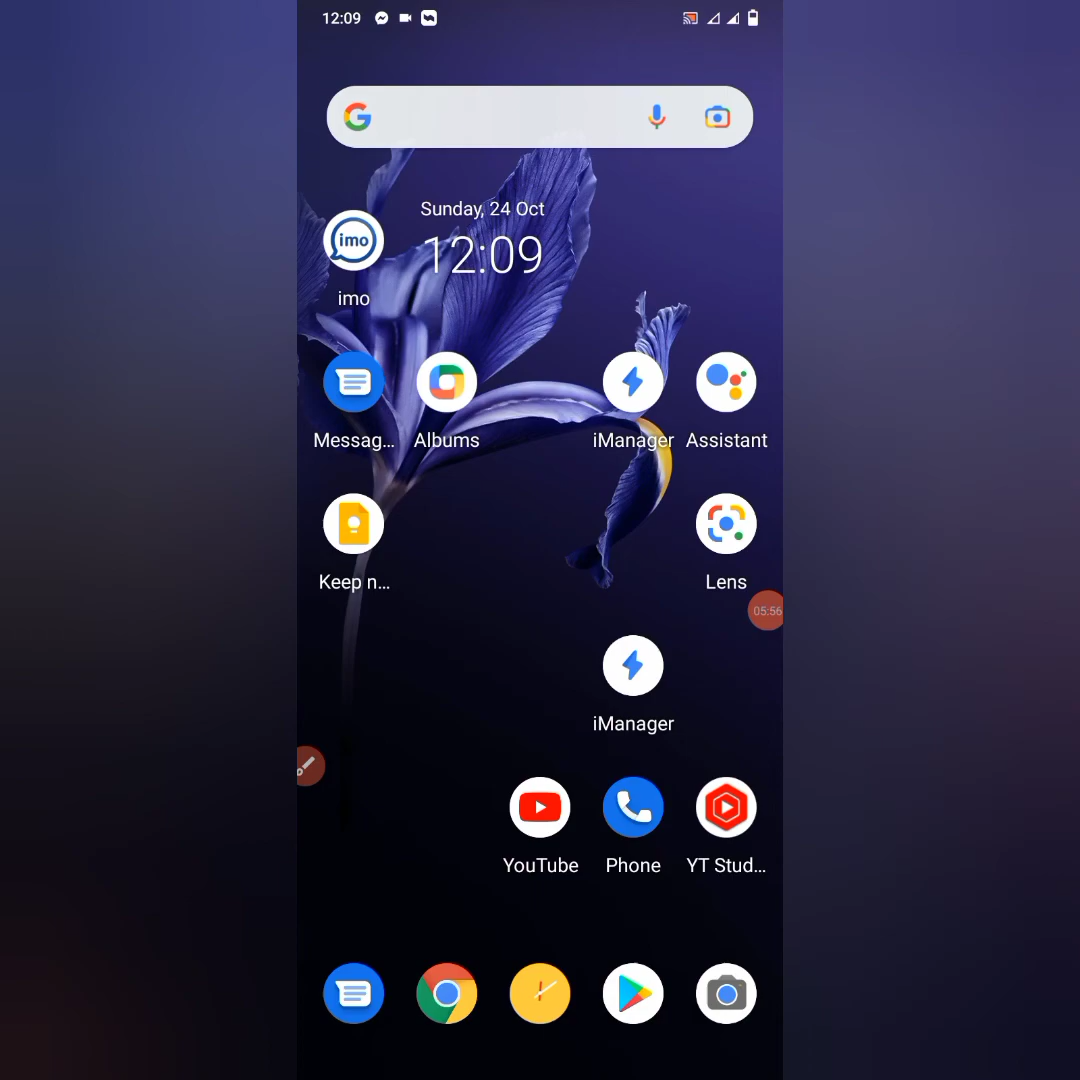 12:09
Sunday, 24 Oct
12:09
imo
imo
Messag...
Albums
iManager
Assistant
Keep n...
Lens
05:56
iManager
YouTube
Phone
YT Stud...